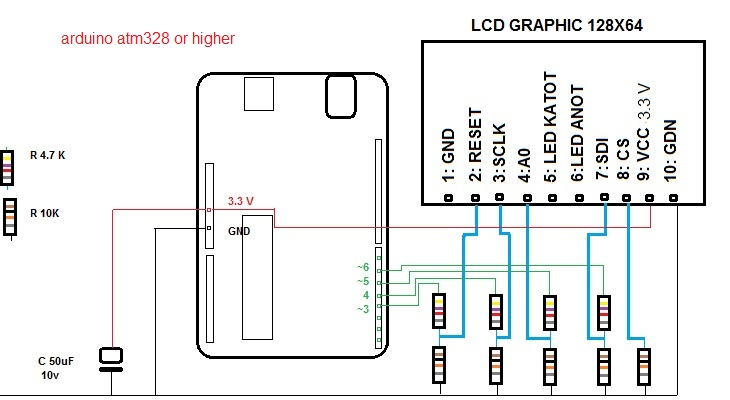 LCD GRAPHIC 128X64
arduino atm328 or higher
1: GND
2: RESET
3:SCLK
4:A0
5: LED KATOT
6:LED ANOT
7:SDI
8: CS
9: VCC 3.3 V
10: GDN
R 4.7 K
R 10K
3.3 V
GND
~6
~5
4
~3
C 50uF
10v